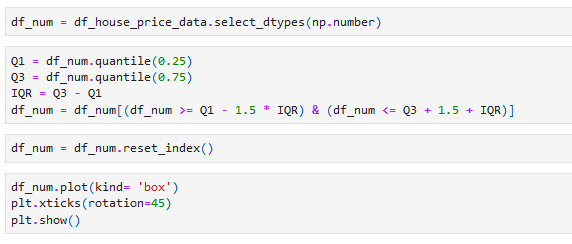 df_num = df_house_price_data.select_dtypes(np.number)
Q1 = df_num.quantile(0.25)
Q3 = df_num.quantile(0.75)
IQR = Q3 - Q1
df_num = df_num[(df_num >= Q1 - 1.5 * IQR) & (df_num <= Q3 + 1.5 + IQR)]
df_num = df_num.reset_index()
df_num.plot(kind= 'box')
plt.xticks(rotation=45)
plt.show()